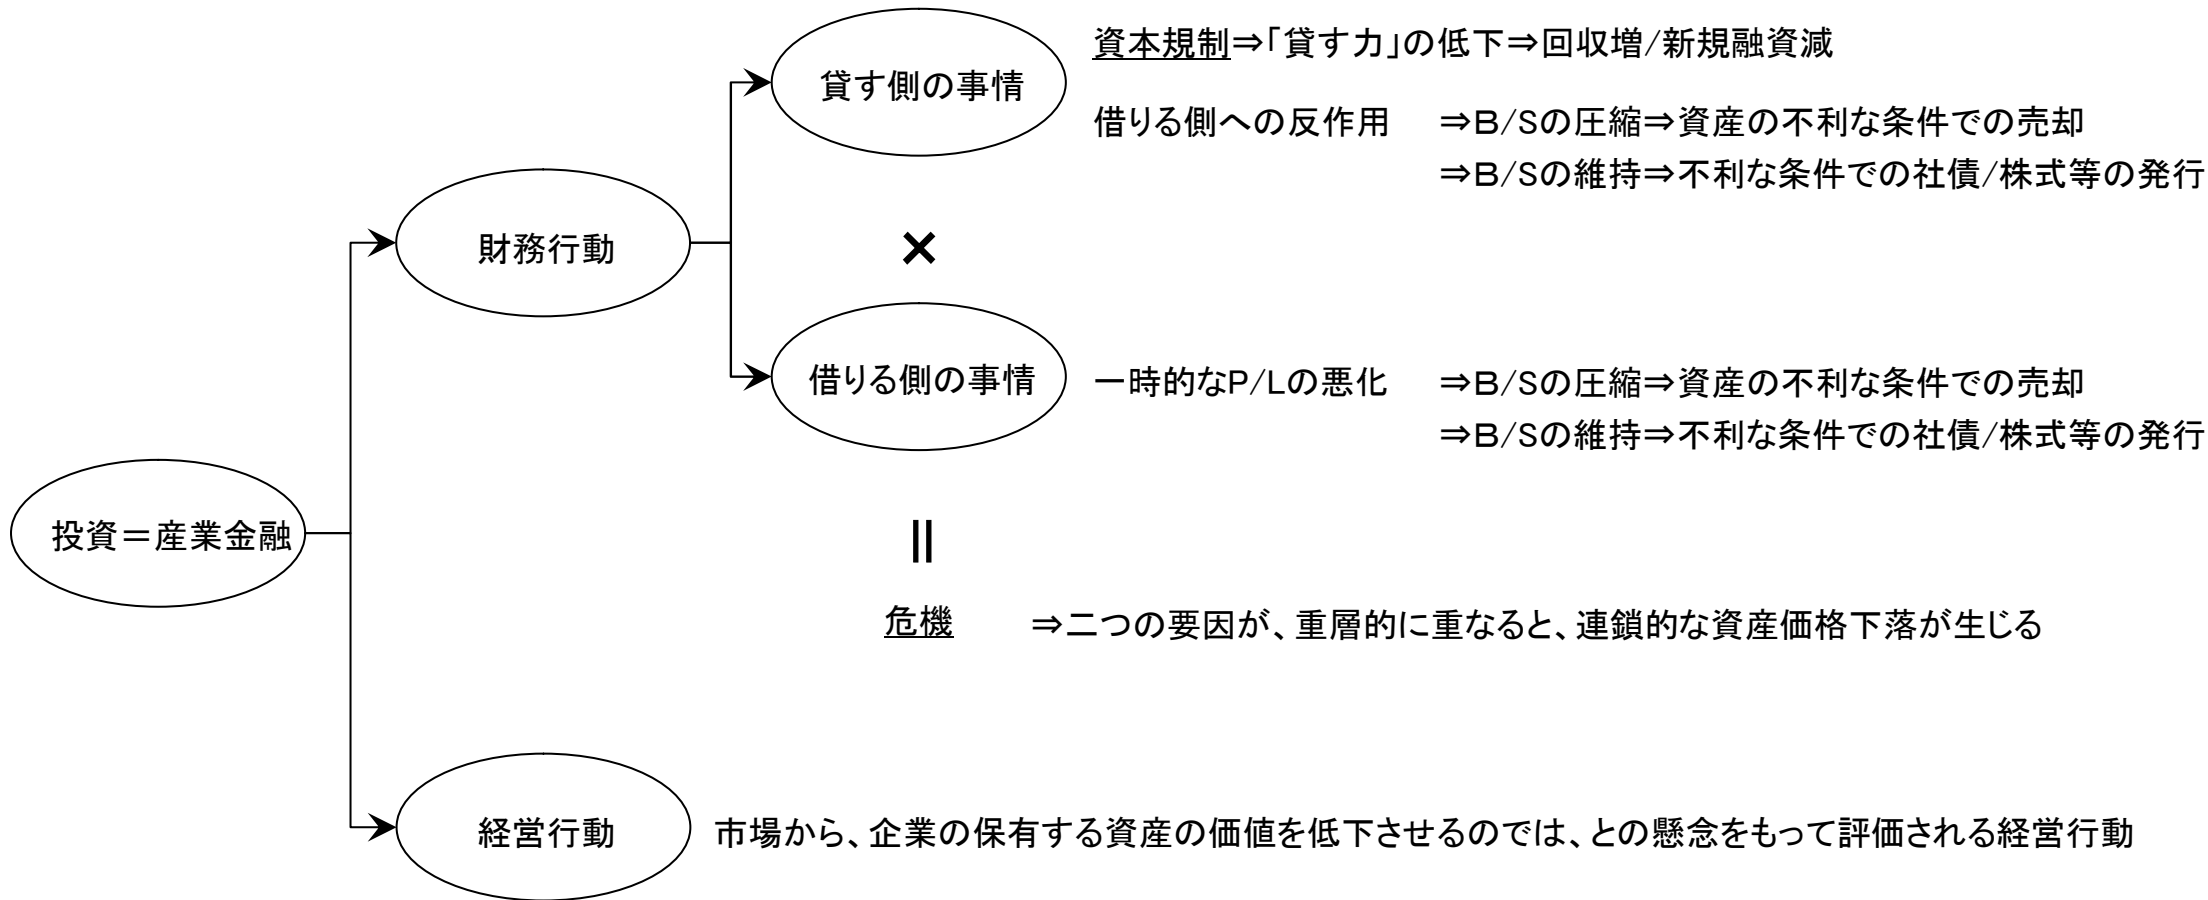 資本規制⇒「貸す力」の低下⇒回収増/新規融資減
貸す側の事情
借りる側への反作用 ⇒B/Sの圧縮⇒資産の不利な条件での売却
⇒B/Sの維持⇒不利な条件での社債/株式等の発行
財務行動
×
借りる側の事情
一時的なP/Lの悪化 ⇒B/Sの圧縮⇒資産の不利な条件での売却
⇒B/Sの維持⇒不利な条件での社債/株式等の発行
投資＝産業金融
||
危機 ⇒二つの要因が、重層的に重なると、連鎖的な資産価格下落が生じる
経営行動
市場から、企業の保有する資産の価値を低下させるのでは、との懸念をもって評価される経営行動